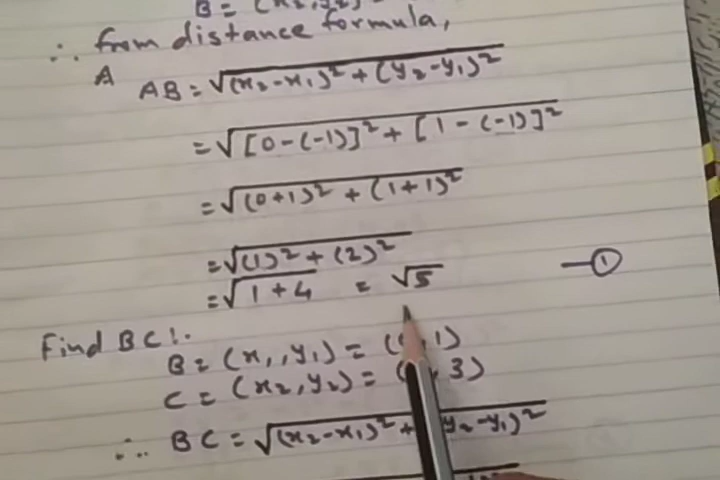 B = (x₂, y₂)
∴ from distance formula,
A AB = √(x₂-x₁)² + (y₂-y₁)²
= √[0-(-1)]² + [1-(-1)]²
= √(0+1)² + (1+1)²
= √(1)² + (2)²
= √1+4 = √5 —①
Find BC:
B = (x₁, y₁) = ( , 1)
C = (x₂, y₂) = ( , 3)
∴ BC = √(x₂-x₁)² + (y₂-y₁)²